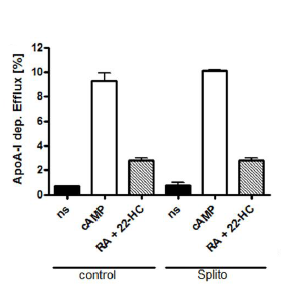 ApoA-I dep. Efflux [%]
12
10
8
6
4
2
0
ns
cAMP
RA + 22-HC
ns
cAMP
RA + 22-HC
control
Splito